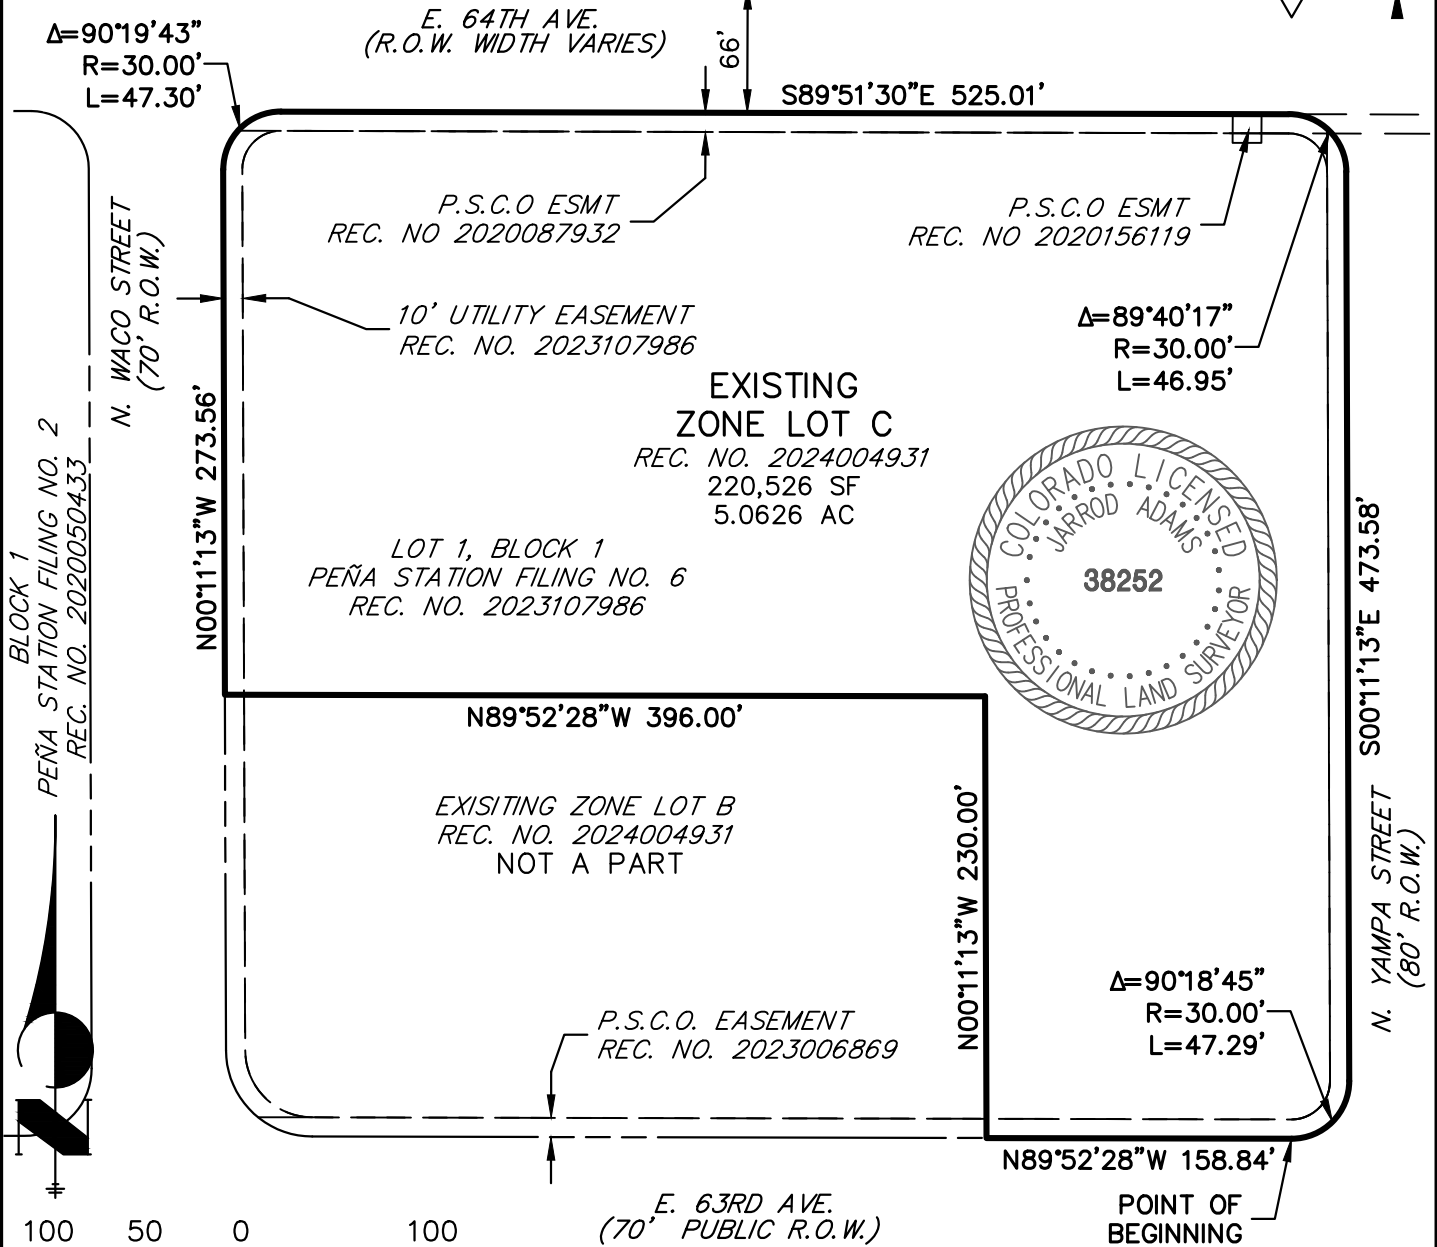 Δ=90°19'43"
R=30.00'
L=47.30'
E. 64TH AVE.
(R.O.W. WIDTH VARIES)
66'
S89°51'30"E 525.01'
P.S.C.O ESMT
REC. NO 2020087932
P.S.C.O ESMT
REC. NO 2020156119
N. WACO STREET
(70' R.O.W.)
10' UTILITY EASEMENT
REC. NO. 2023107986
Δ=89°40'17"
R=30.00'
L=46.95'
EXISTING
ZONE LOT C
REC. NO. 2024004931
220,526 SF
5.0626 AC
N00°11'13"W 273.56'
BLOCK 1
PEÑA STATION FILING NO. 2
REC. NO. 2020050433
LOT 1, BLOCK 1
PEÑA STATION FILING NO. 6
REC. NO. 2023107986
COLORADO LICENSED
JARROD ADAMS
38252
PROFESSIONAL LAND SURVEYOR
S00°11'13"E 473.58'
N89°52'28"W 396.00'
EXISITING ZONE LOT B
REC. NO. 2024004931
NOT A PART
N00°11'13"W 230.00'
N. YAMPA STREET
(80' R.O.W.)
Δ=90°18'45"
R=30.00'
L=47.29'
P.S.C.O. EASEMENT
REC. NO. 2023006869
N
N89°52'28"W 158.84'
POINT OF
BEGINNING
E. 63RD AVE.
(70' PUBLIC R.O.W.)
100 50 0 100